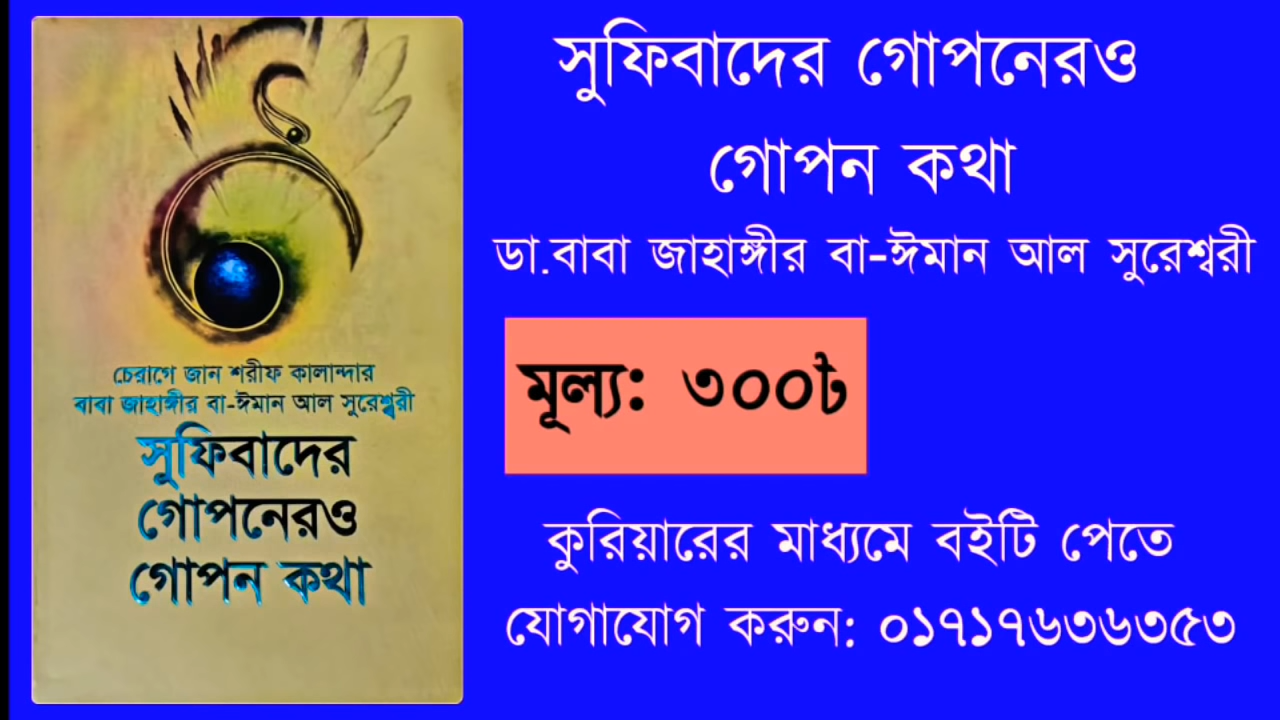 চেরাগে জান শরীফ কালান্দার
বাবা জাহাঙ্গীর বা-ঈমান আল সুরেশ্বরী
সুফিবাদের
গোপনেরও
গোপন কথা
সুফিবাদের গোপনেরও
গোপন কথা
ডা.বাবা জাহাঙ্গীর বা-ঈমান আল সুরেশ্বরী
মূল্য: ৩০০৳
কুরিয়ারের মাধ্যমে বইটি পেতে
যোগাযোগ করুন: ০১৭১৭৬৩৬৩৫৩